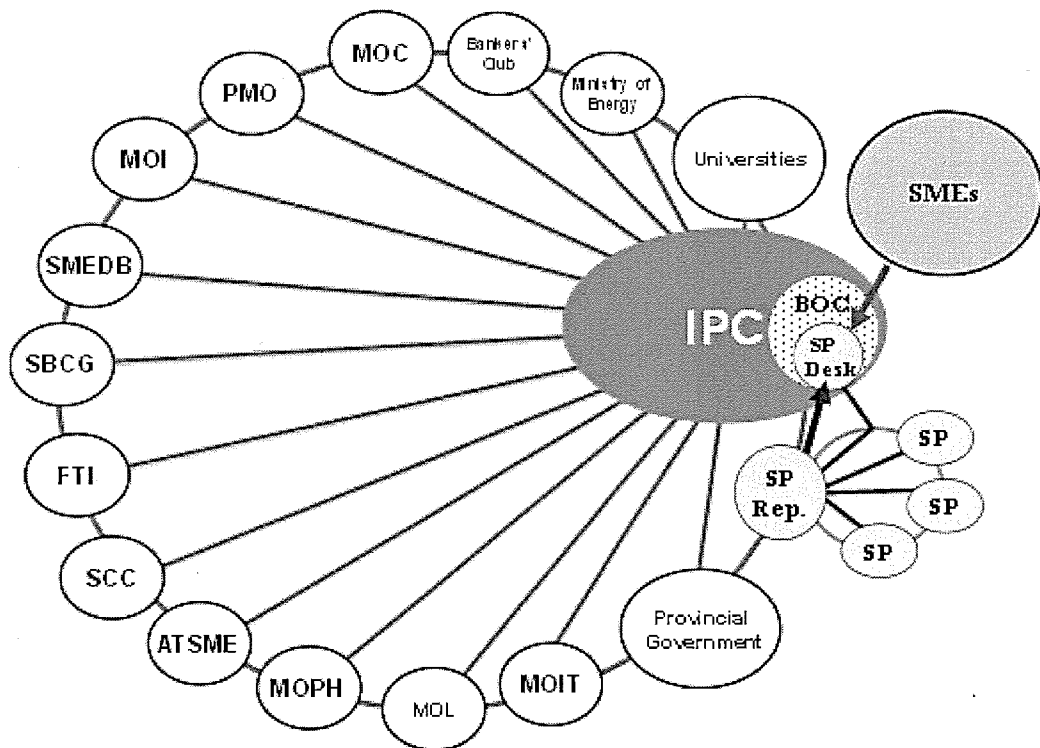 MOC
Bankers'
Club
Ministry of
Energy
PMO
Universities
MOI
SMEs
SMEDB
BOC
IPC
SP
Desk
SBCG
FTI
SP
SP
Rep.
SP
SP
SCC
Provincial
Government
ATSME
MOPH
MOL
MOIT